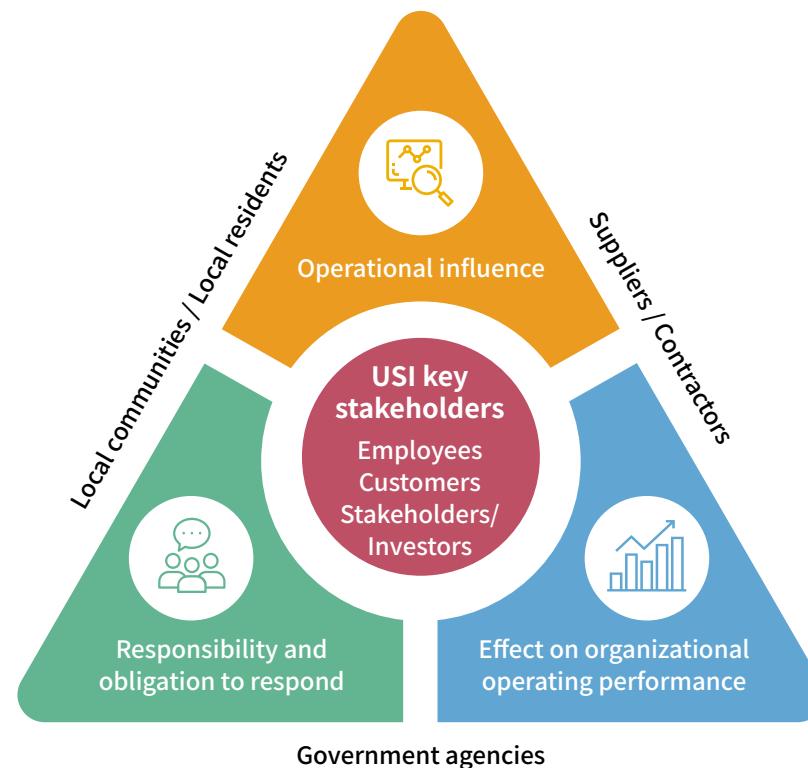 Operational influence
Local communities / Local residents
Suppliers / Contractors
USI key
stakeholders
Employees
Customers
Stakeholders/
Investors
Responsibility and
obligation to respond
Effect on organizational
operating performance
Government agencies